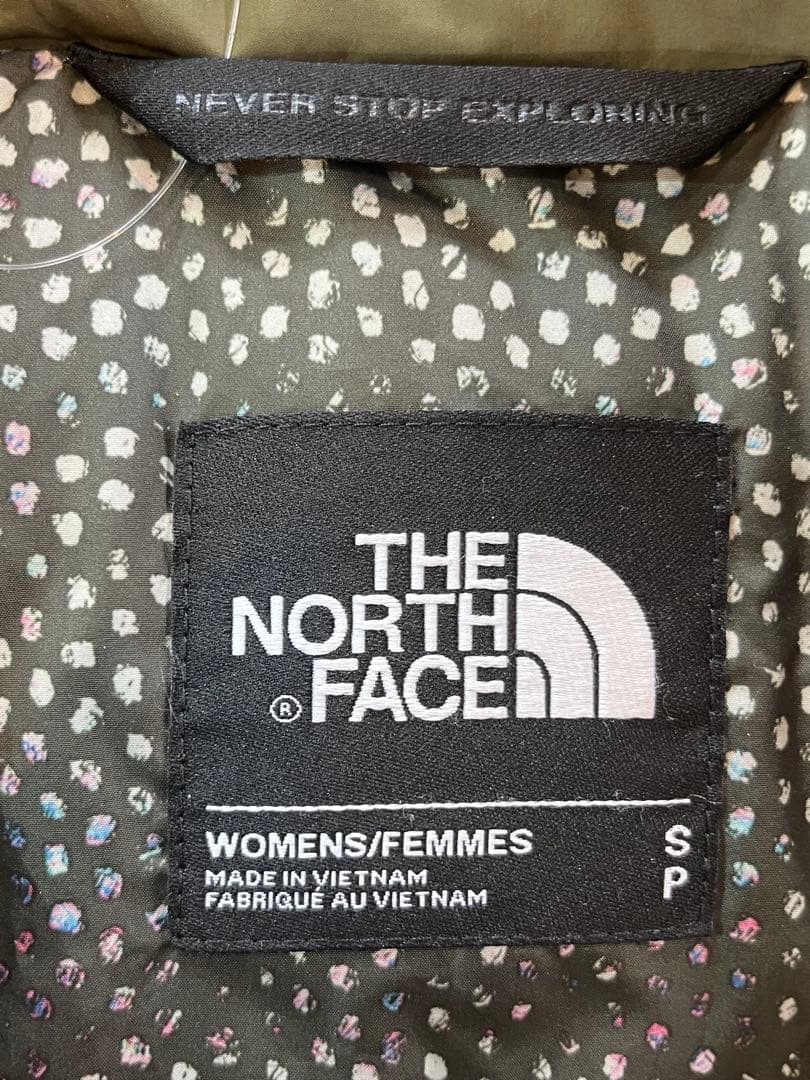 NEVER STOP EXPLORING
THE
NORTH
® FACE
WOMENS/FEMMES S
MADE IN VIETNAM P
FABRIQUÉ AU VIETNAM